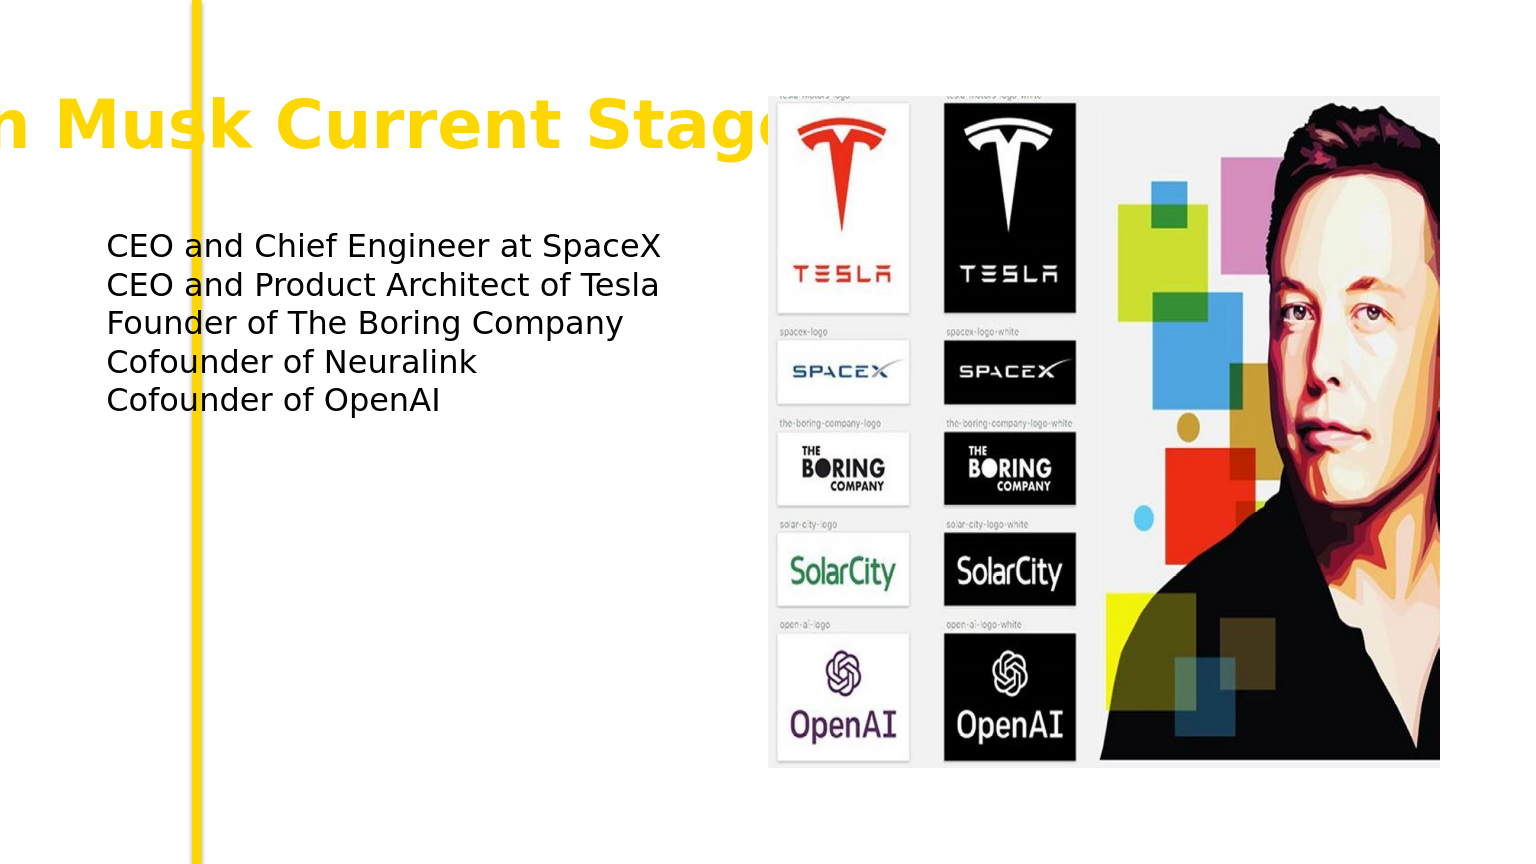 n Musk Current Stage
CEO and Chief Engineer at SpaceX
CEO and Product Architect of Tesla
Founder of The Boring Company
Cofounder of Neuralink
Cofounder of OpenAI
tesla-motors-logo
tesla-motors-logo-white
TESLA
TESLA
spacex-logo
spacex-logo-white
SPACEX
SPACEX
the-boring-company-logo
the-boring-company-logo-white
THE
BORING
COMPANY
THE
BORING
COMPANY
solar-city-logo
solar-city-logo-white
SolarCity
SolarCity
open-ai-logo
open-ai-logo-white
OpenAI
OpenAI